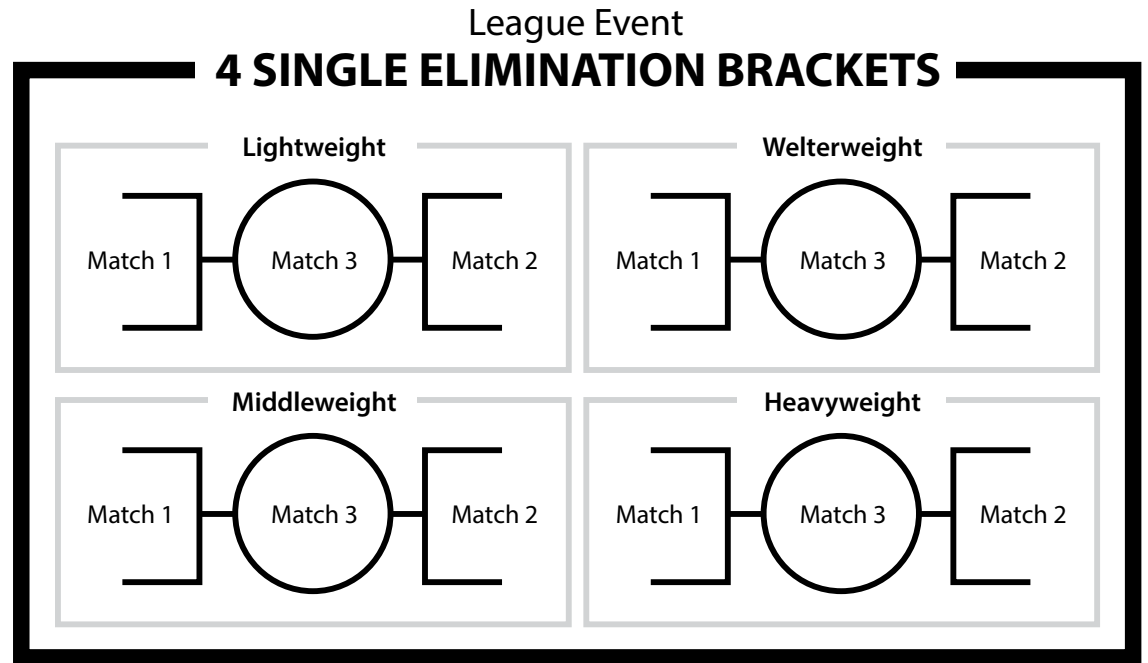 League Event
4 SINGLE ELIMINATION BRACKETS
Lightweight
Match 1
Match 3
Match 2
Welterweight
Match 1
Match 3
Match 2
Middleweight
Match 1
Match 3
Match 2
Heavyweight
Match 1
Match 3
Match 2